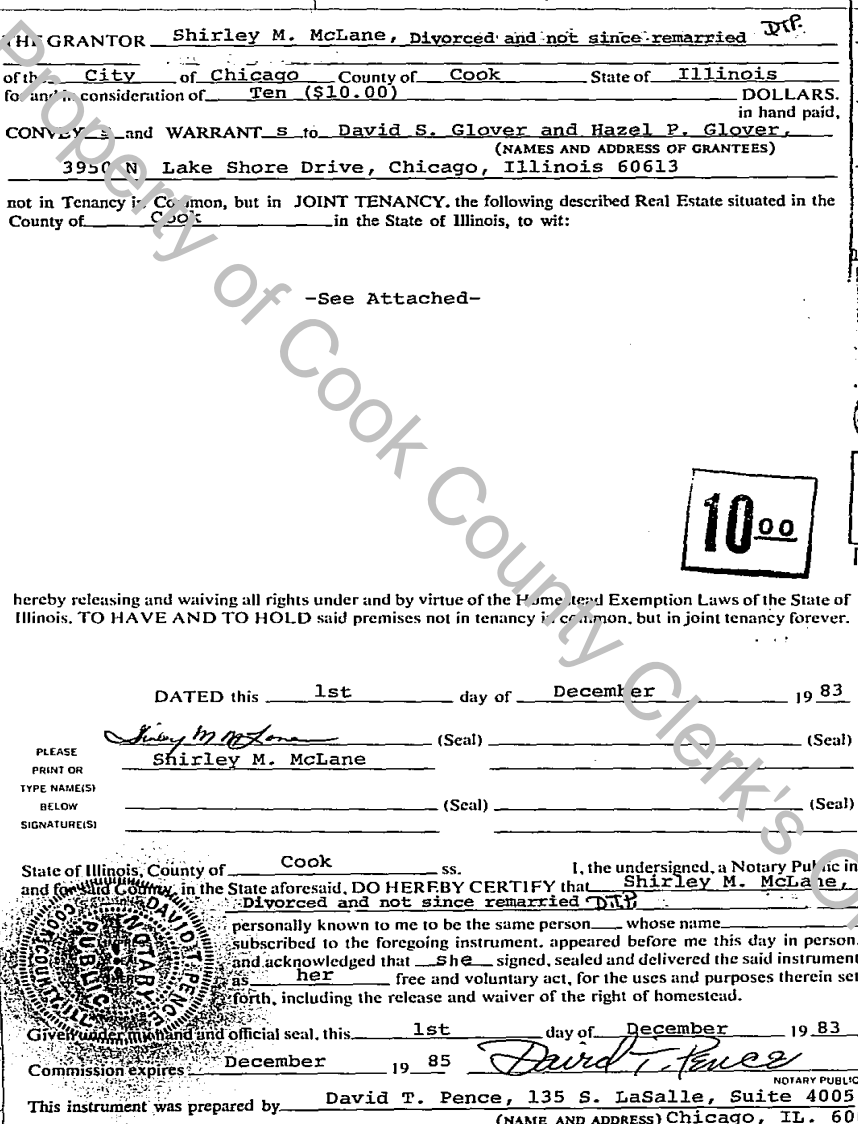 THE GRANTOR Shirley M. McLane, Divorced and not since remarried DTP.
of the City of Chicago County of Cook State of Illinois
for and in consideration of Ten ($10.00) DOLLARS.
in hand paid,
CONVEY s and WARRANT s to David S. Glover and Hazel P. Glover,
(NAMES AND ADDRESS OF GRANTEES)
3950 N Lake Shore Drive, Chicago, Illinois 60613
not in Tenancy in Common, but in JOINT TENANCY, the following described Real Estate situated in the
County of Cook in the State of Illinois, to wit:
-See Attached-
10 00
hereby releasing and waiving all rights under and by virtue of the Homestead Exemption Laws of the State of
Illinois. TO HAVE AND TO HOLD said premises not in tenancy in common, but in joint tenancy forever.
DATED this 1st day of December 19 83
Shirley M McLane (Seal) (Seal)
PLEASE
PRINT OR
TYPE NAME(S)
BELOW
SIGNATURE(S)
Shirley M. McLane
(Seal) (Seal)
State of Illinois, County of Cook ss. I, the undersigned, a Notary Public in
and for said County, in the State aforesaid, DO HEREBY CERTIFY that Shirley M. McLane,
Divorced and not since remarried DTP
personally known to me to be the same person whose name
subscribed to the foregoing instrument, appeared before me this day in person,
and acknowledged that she signed, sealed and delivered the said instrument
as her free and voluntary act, for the uses and purposes therein set
forth, including the release and waiver of the right of homestead.
DAVID T PENCE
NOTARY
PUBLIC
COOK COUNTY, ILL
Given under my hand and official seal, this 1st day of December 19 83
Commission expires December 19 85 David T. Pence
NOTARY PUBLIC
This instrument was prepared by David T. Pence, 135 S. LaSalle, Suite 4005
(NAME AND ADDRESS) Chicago, IL. 60
Property of Cook County Clerk's O